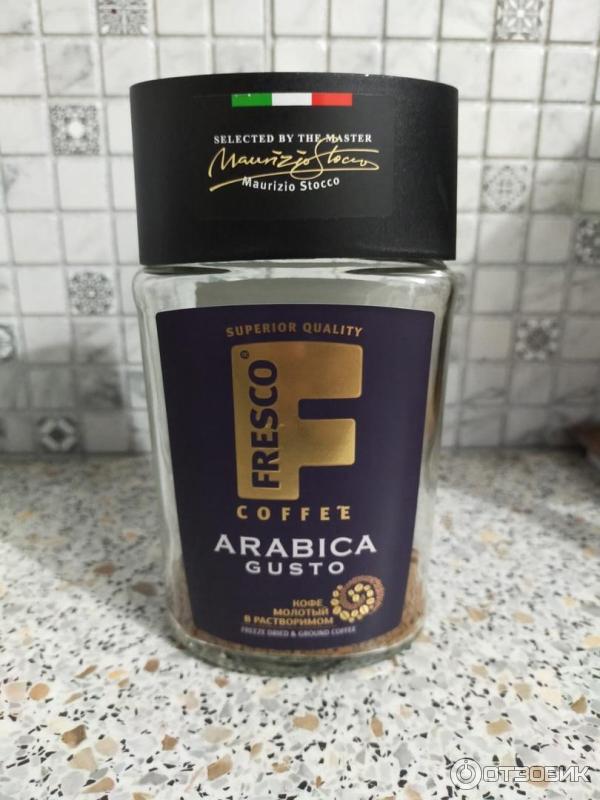 SELECTED BY THE MASTER
Maurizio Stocco
Maurizio Stocco
SUPERIOR QUALITY
FRESCO®
F
COFFEE
ARABICA
GUSTO
КОФЕ
МОЛОТЫЙ
В РАСТВОРИМОМ
FREEZE DRIED & GROUND COFFEE
ОТЗОВИК